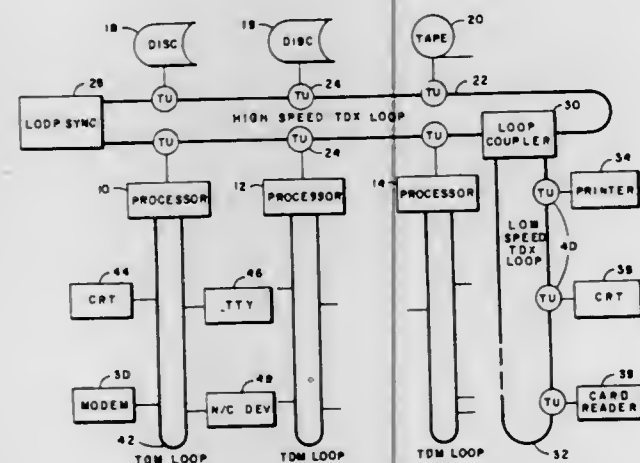 18
DISC
19
DISC
20
TAPE
28
LOOP SYNC
TU
TU
24
TU
22
HIGH SPEED TDX LOOP
30
LOOP
COUPLER
TU
TU
24
TU
10
PROCESSOR
12
PROCESSOR
14
PROCESSOR
TU
34
PRINTER
LOW
SPEED
TDX
LOOP
40
44
CRT
46
TTY
TU
38
CRT
3D
MODEM
49
N/C DEV
TU
39
CARD
READER
42
TDM LOOP
TDM LOOP
TDM LOOP
32